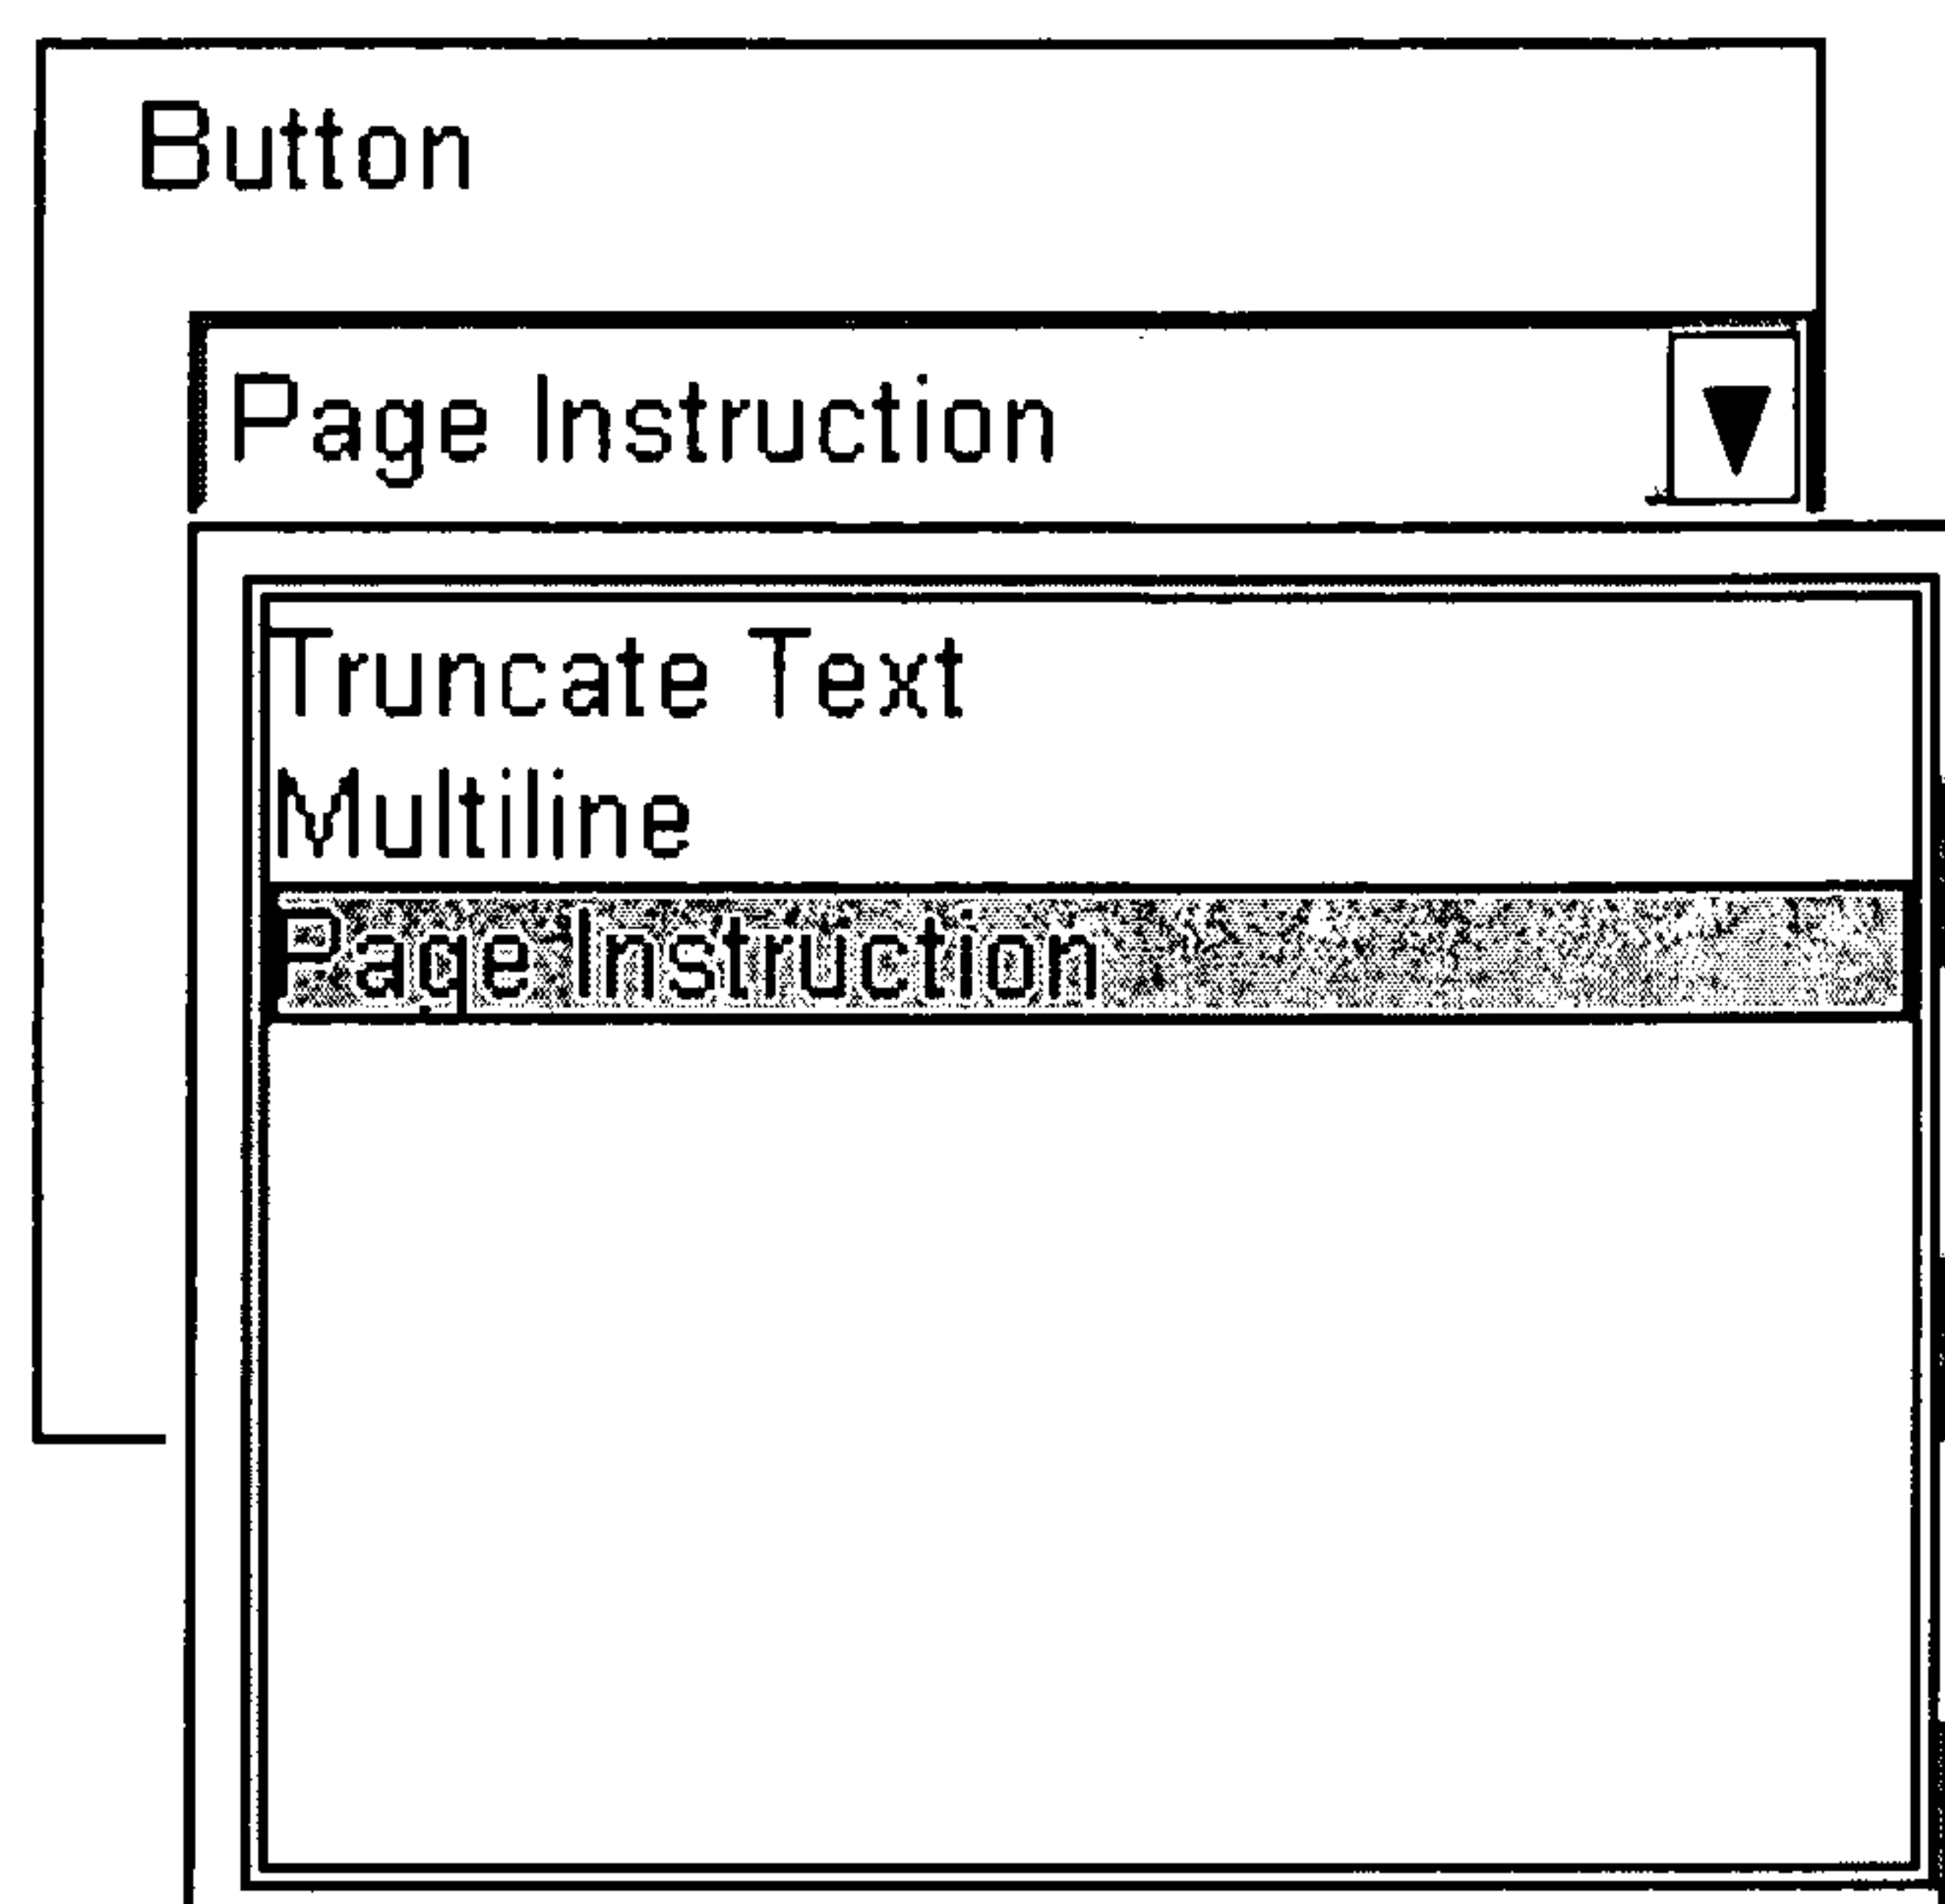 Button
Page Instruction
Truncate Text
Multiline
Page Instruction